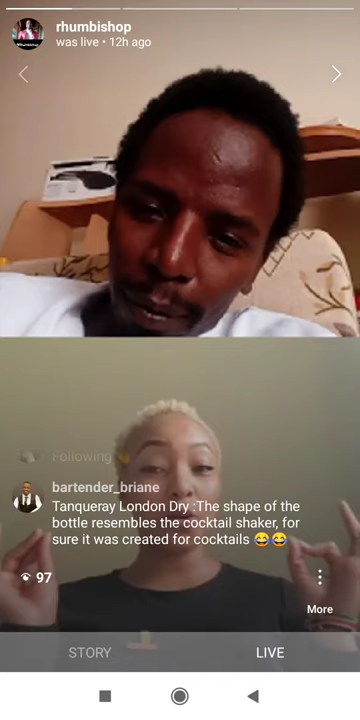 rhumbishop
was live • 12h ago
Following
bartender_briane
Tanqueray London Dry :The shape of the
bottle resembles the cocktail shaker, for
sure it was created for cocktails 😂😂
97
More
STORY
LIVE